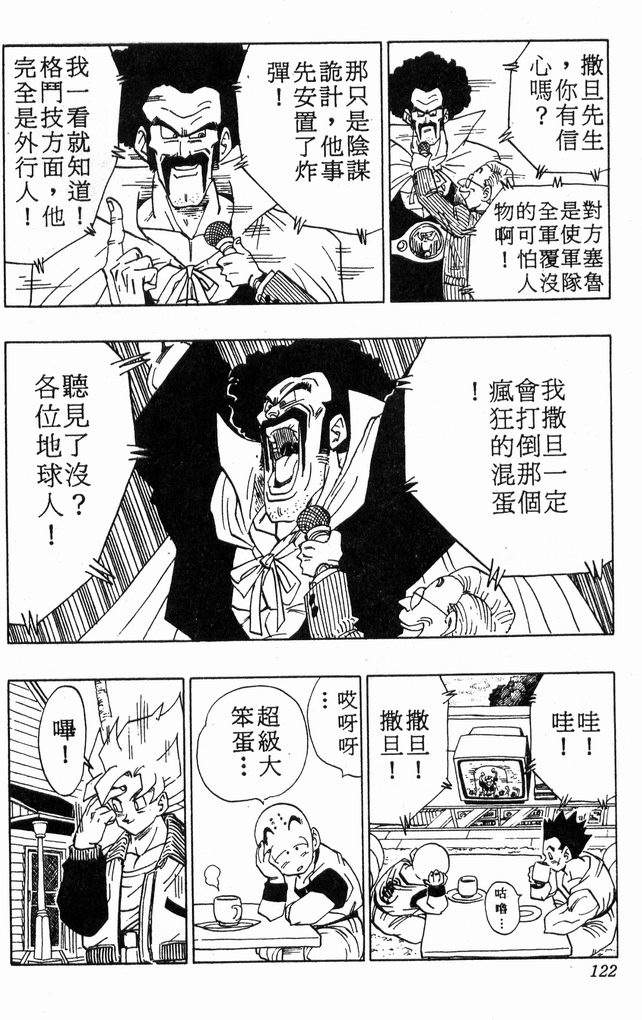 撒旦先生
，你有信
心嗎？
對方塞魯
是使軍隊
全軍覆沒
的可怕人
物啊！
那只是陰謀
詭計，他事
先安置了炸
彈！
我一看就知道！
格鬥技方面，他
完全是外行人！
我撒旦一定
會打倒那個
瘋狂的混蛋
！
聽見了沒？
各位地球人！
哇！
哇！
撒旦！
撒旦！
咕嚕…
哎呀呀
…
超級大
笨蛋…
嗶！
122